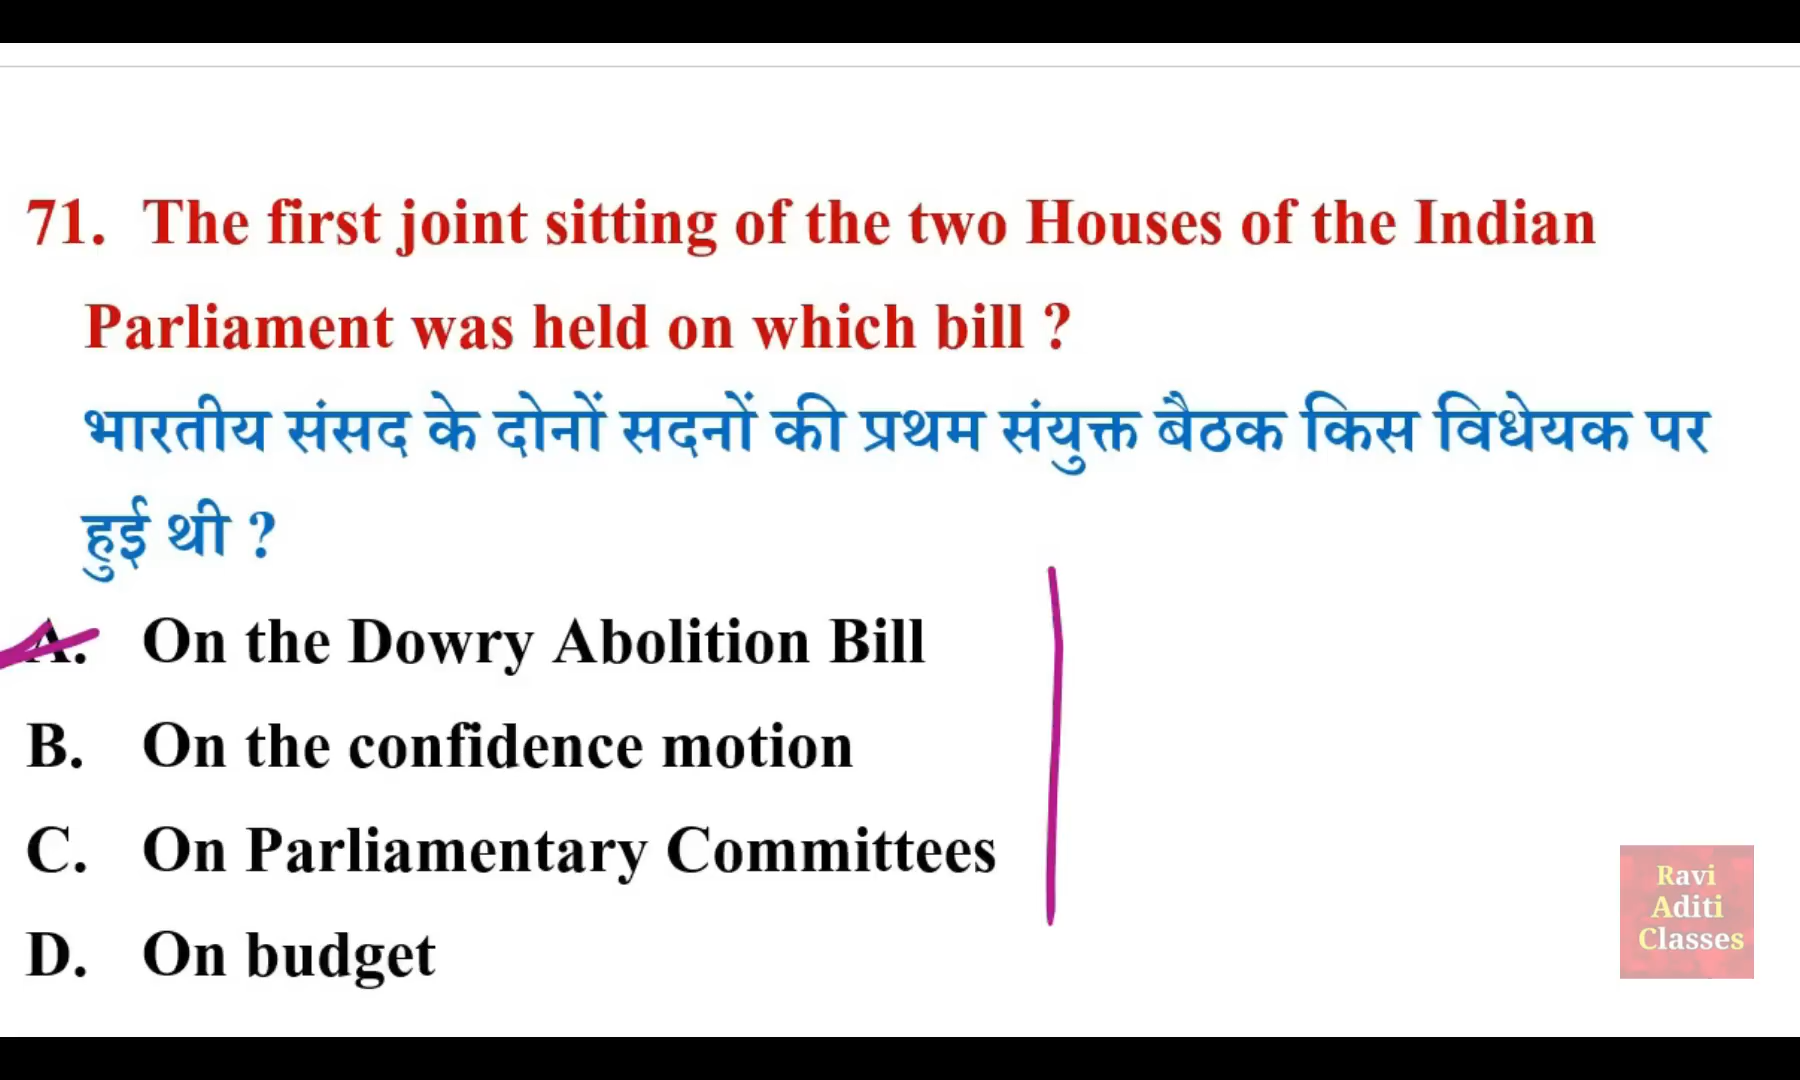 71. The first joint sitting of the two Houses of the Indian
Parliament was held on which bill ?
भारतीय संसद के दोनों सदनों की प्रथम संयुक्त बैठक किस विधेयक पर
हुई थी ?
A. On the Dowry Abolition Bill
B. On the confidence motion
C. On Parliamentary Committees
D. On budget
Ravi
Aditi
Classes